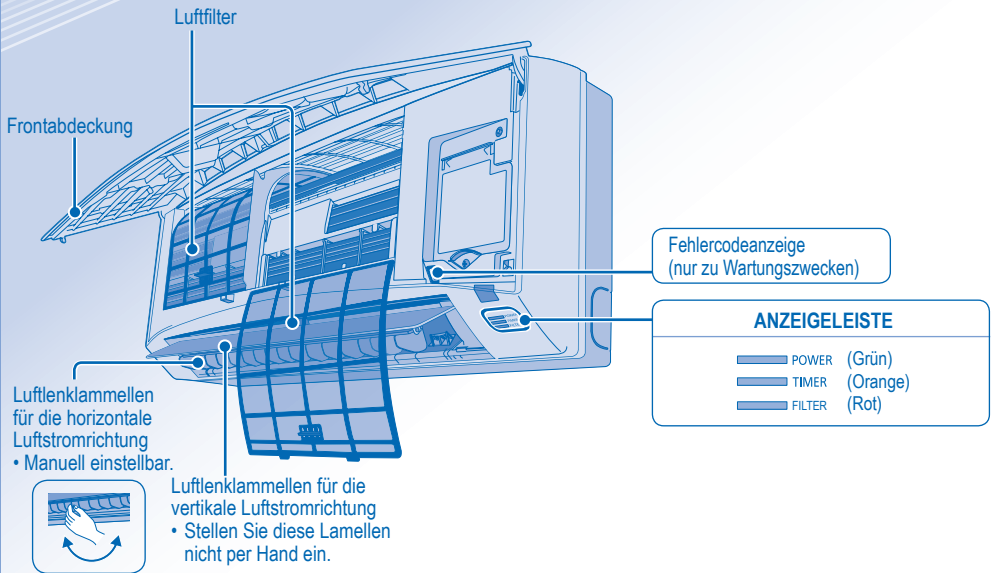 Luftfilter
Frontabdeckung
Fehlercodeanzeige
(nur zu Wartungszwecken)
ANZEIGELEISTE
POWER (Grün)
TIMER (Orange)
FILTER (Rot)
Luftlenklammellen
für die horizontale
Luftstromrichtung
• Manuell einstellbar.
Luftlenklammellen für die
vertikale Luftstromrichtung
• Stellen Sie diese Lamellen
nicht per Hand ein.